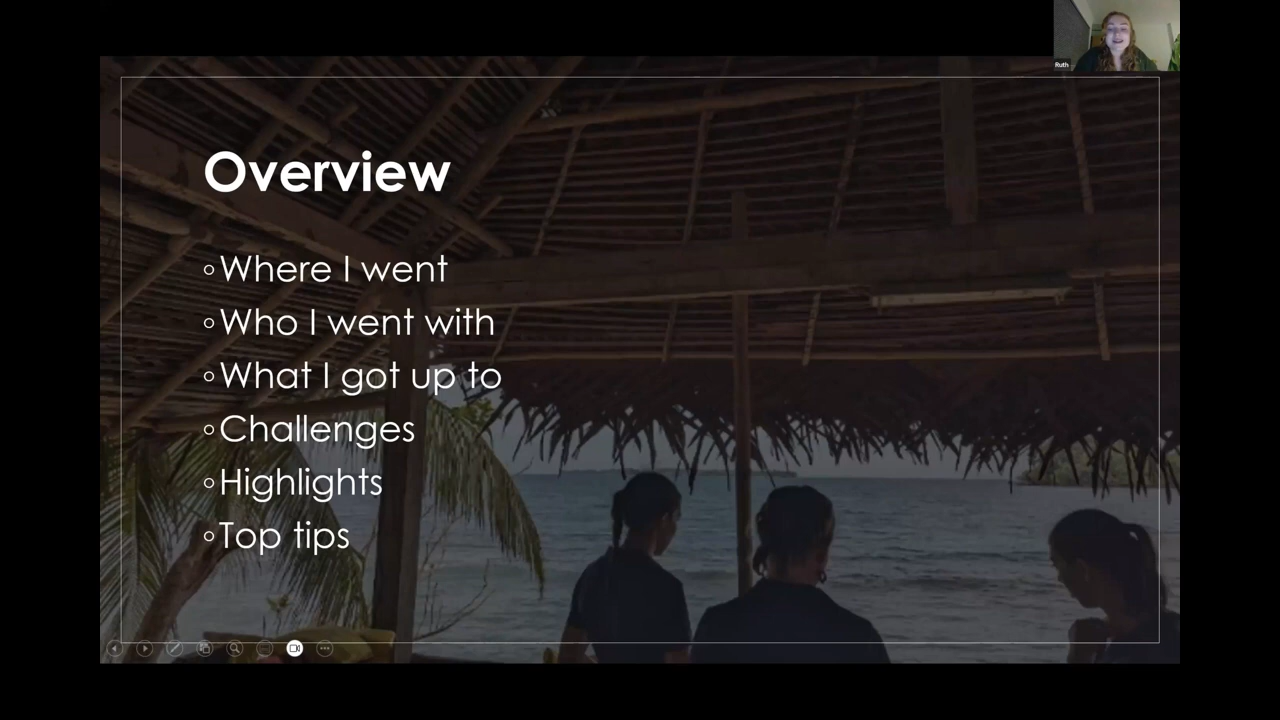 Ruth
Overview
Where I went
Who I went with
What I got up to
Challenges
Highlights
Top tips